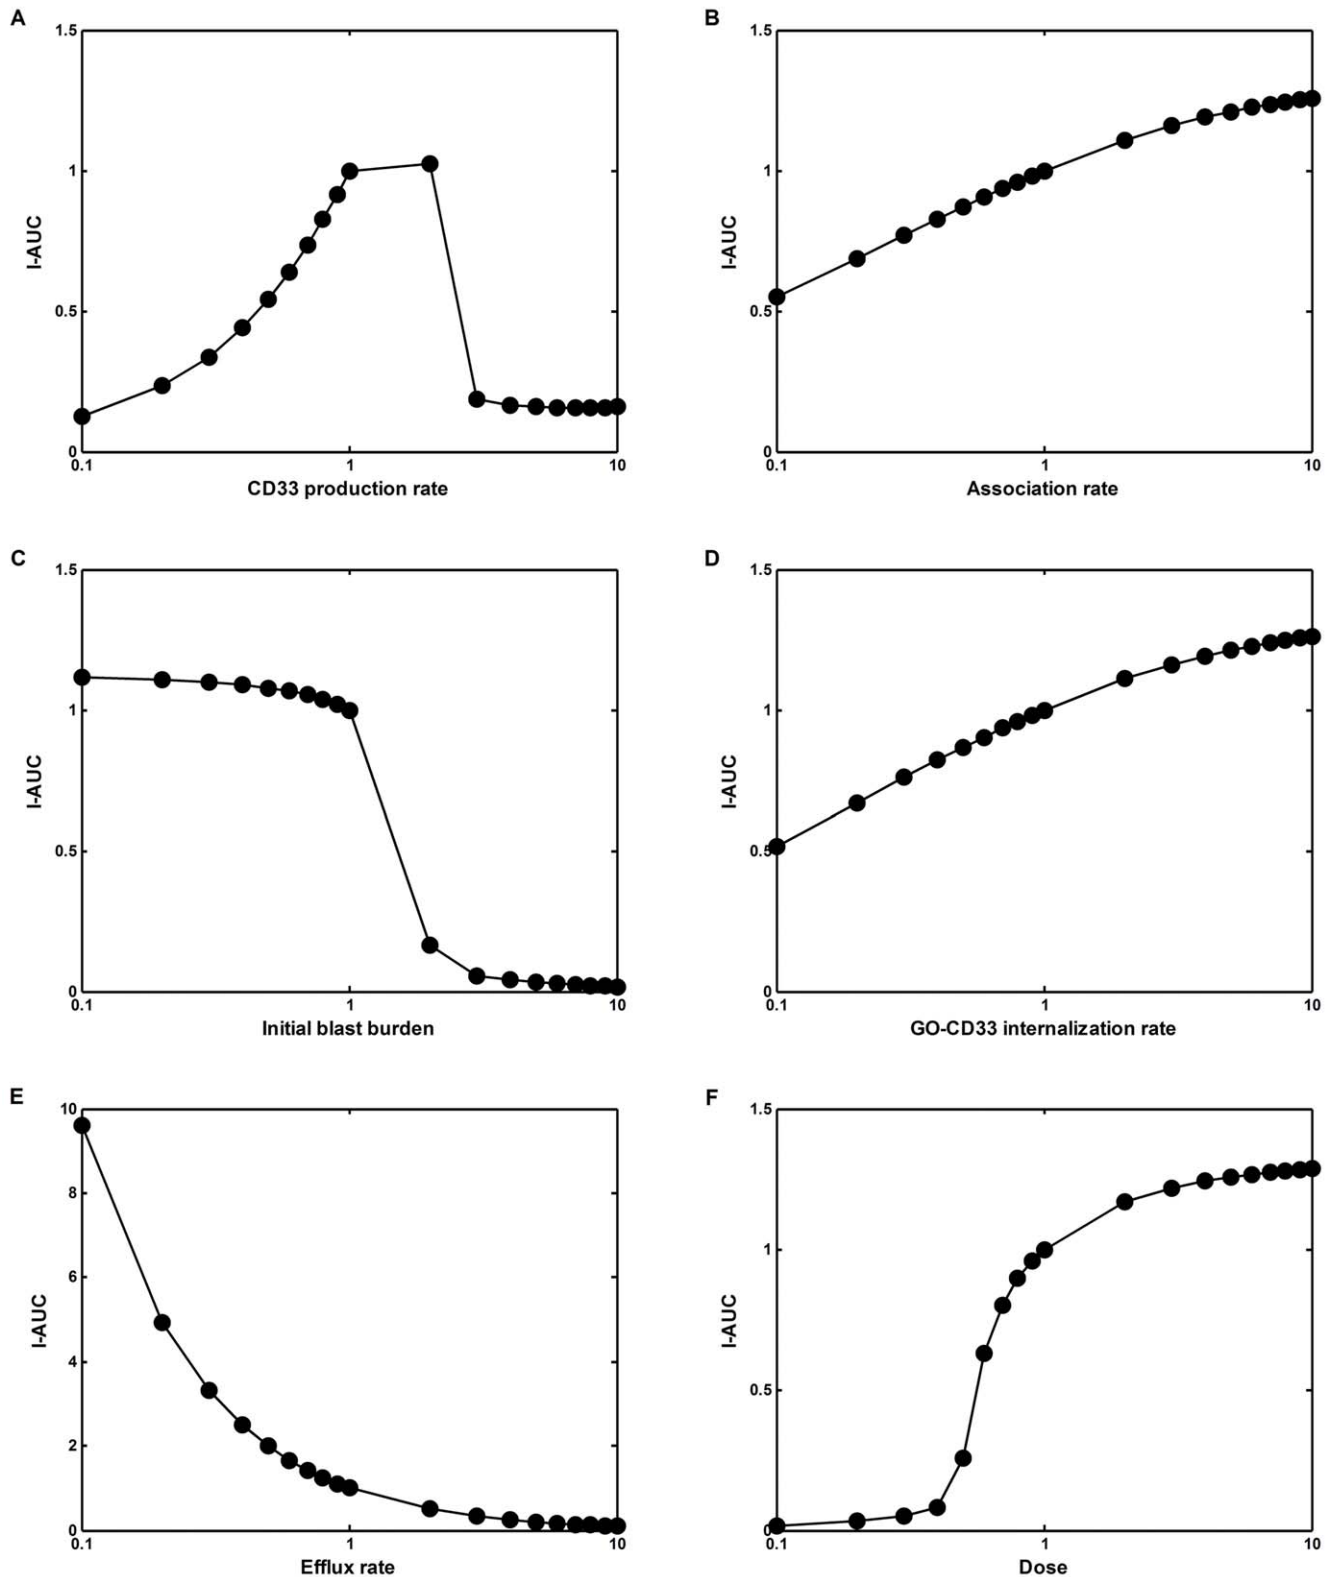 A
1.5
1
0.5
0
I-AUC
0.1 1 10
CD33 production rate
B
1.5
1
0.5
0
I-AUC
0.1 1 10
Association rate
C
1.5
1
0.5
0
I-AUC
0.1 1 10
Initial blast burden
D
1.5
1
0.5
0
I-AUC
0.1 1 10
GO-CD33 internalization rate
E
10
8
6
4
2
0
I-AUC
0.1 1 10
Efflux rate
F
1.5
1
0.5
0
I-AUC
0.1 1 10
Dose